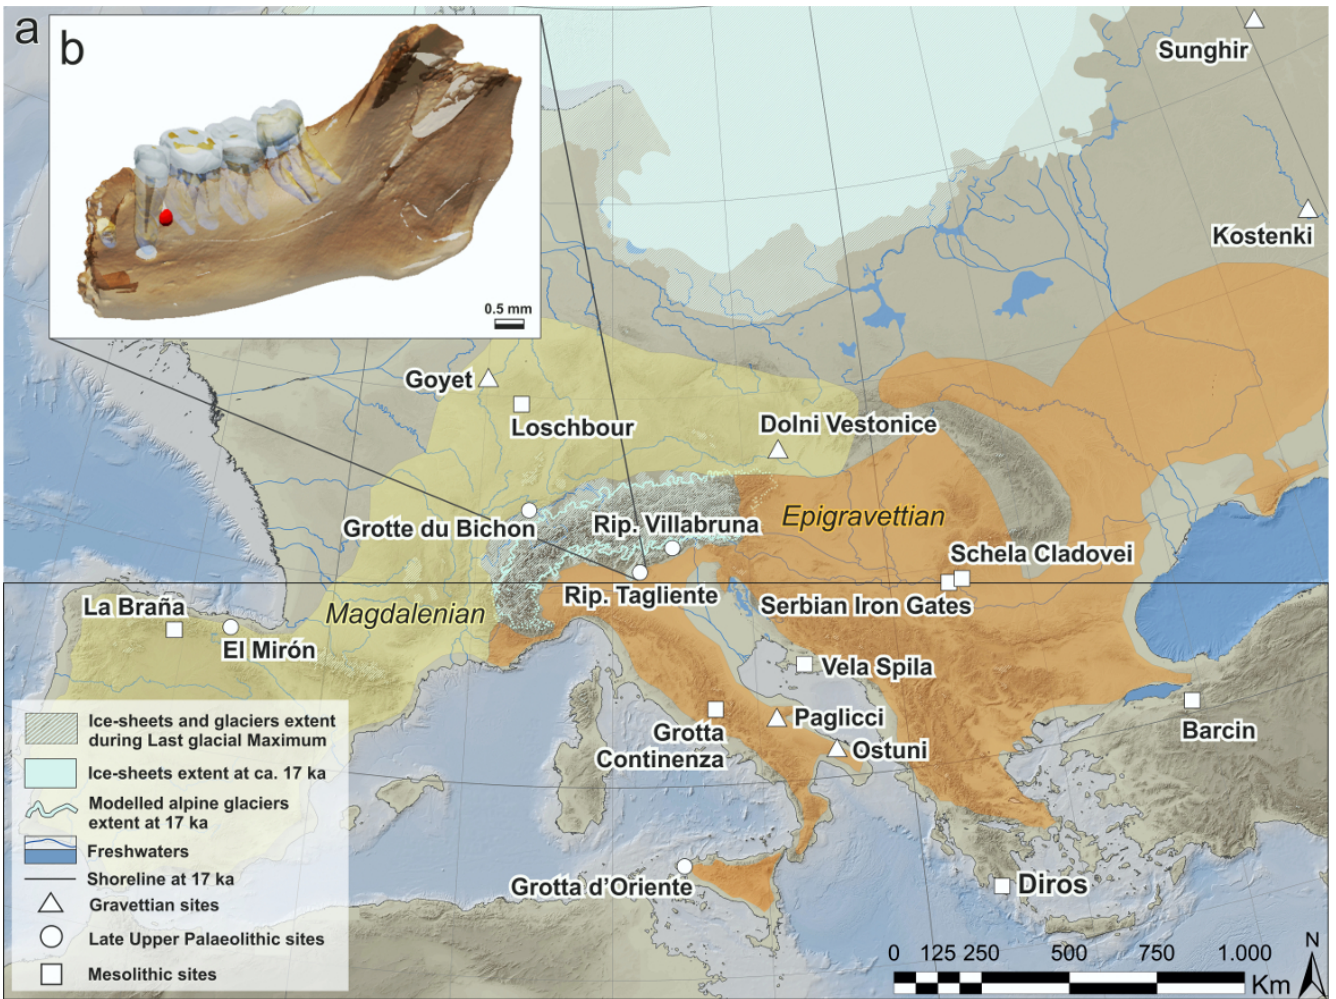 a
b
0.5 mm
Sunghir
Kostenki
Goyet
Loschbour
Dolni Vestonice
Grotte du Bichon
Rip. Villabruna
Epigravettian
Schela Cladovei
Rip. Tagliente
Serbian Iron Gates
La Braña
Magdalenian
El Mirón
Vela Spila
Paglicci
Grotta
Continenza
Ostuni
Barcin
Grotta d'Oriente
Diros
Ice-sheets and glaciers extent
during Last glacial Maximum
Ice-sheets extent at ca. 17 ka
Modelled alpine glaciers
extent at 17 ka
Freshwaters
Shoreline at 17 ka
Gravettian sites
Late Upper Palaeolithic sites
Mesolithic sites
0 125 250 500 750 1.000
Km
N